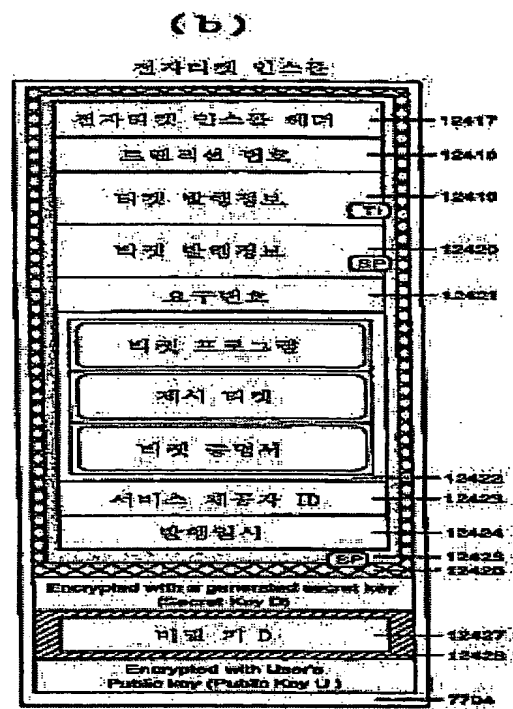 (b)
전자티켓 인스톨
전자티켓 인스톨 헤더 12417
트랜잭션 번호 12418
티켓 발행정보 12419
TI
티켓 발행정보 12420
SP
요구번호 12421
티켓 프로그램
제시 티켓
티켓 증명서
12422
서비스 제공자 ID 12423
발행일시 12424
SP 12425
12426
Encrypted with a generated secret key
(Secret Key D)
비밀 키 D 12427
12428
Encrypted with User's
Public key (Public Key U)
7704